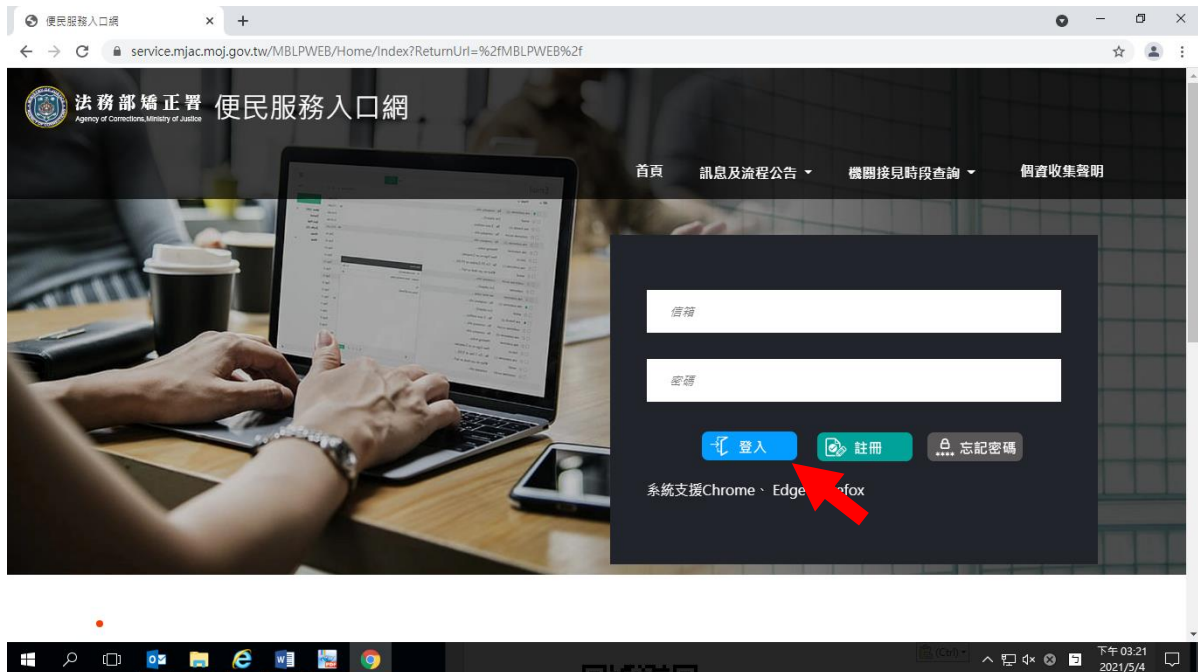 便民服務入口網
service.mjac.moj.gov.tw/MBLPWEB/Home/Index?ReturnUrl=%2fMBLPWEB%2f
法務部矯正署 便民服務入口網
Agency of Corrections,Ministry of Justice
首頁 訊息及流程公告 機關接見時段查詢 個資收集聲明
信箱
密碼
登入 註冊 忘記密碼
系統支援Chrome、 Edge efox
(Ctrl)
下午 03:21
2021/5/4